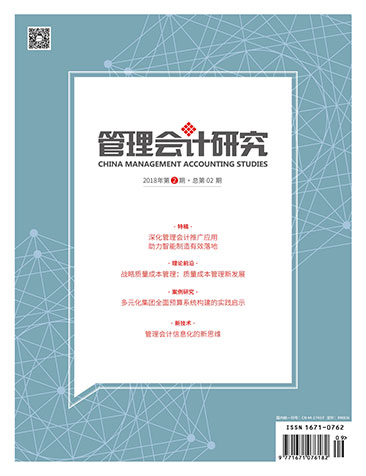 管理会计研究
CHINA MANAGEMENT ACCOUNTING STUDIES
2018年第2期 • 总第 02 期
· 特稿 ·
深化管理会计推广应用
助力智能制造有效落地
· 理论前沿 ·
战略质量成本管理：质量成本管理新发展
· 案例研究 ·
多元化集团全面预算系统构建的实践启示
· 新技术 ·
管理会计信息化的新思维
ISSN 1671-0762
09
9 771671 076182